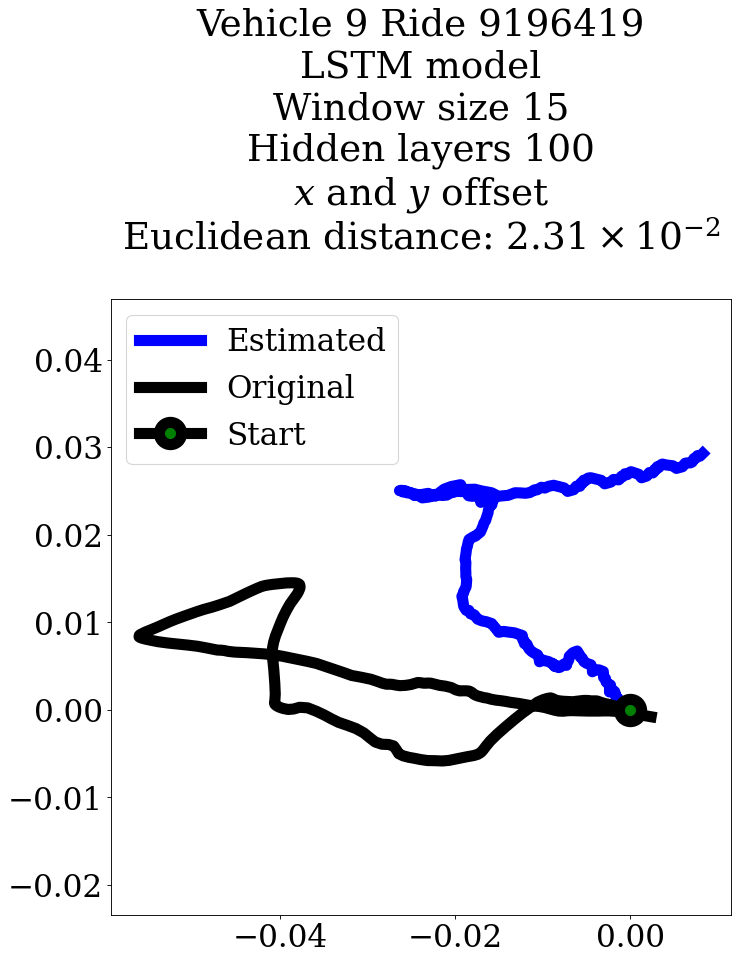 Vehicle 9 Ride 9196419
LSTM model
Window size 15
Hidden layers 100
x and y offset
Euclidean distance: 2.31 × 10⁻²
Estimated
Original
Start
0.04
0.03
0.02
0.01
0.00
−0.01
−0.02
−0.04 −0.02 0.00